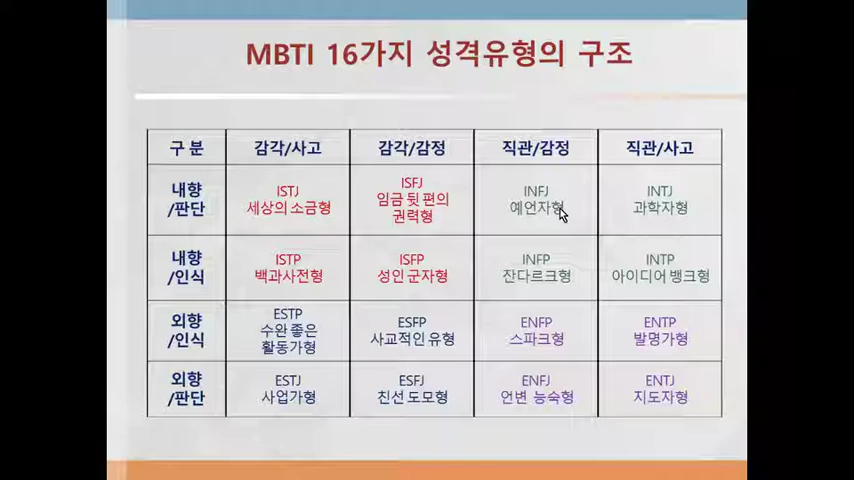 MBTI 16가지 성격유형의 구조
구 분 감각/사고 감각/감정 직관/감정 직관/사고
내향
/판단
ISTJ
세상의 소금형
ISFJ
임금 뒷 편의
권력형
INFJ
예언자형
INTJ
과학자형
내향
/인식
ISTP
백과사전형
ISFP
성인 군자형
INFP
잔다르크형
INTP
아이디어 뱅크형
외향
/인식
ESTP
수완 좋은
활동가형
ESFP
사교적인 유형
ENFP
스파크형
ENTP
발명가형
외향
/판단
ESTJ
사업가형
ESFJ
친선 도모형
ENFJ
언변 능숙형
ENTJ
지도자형